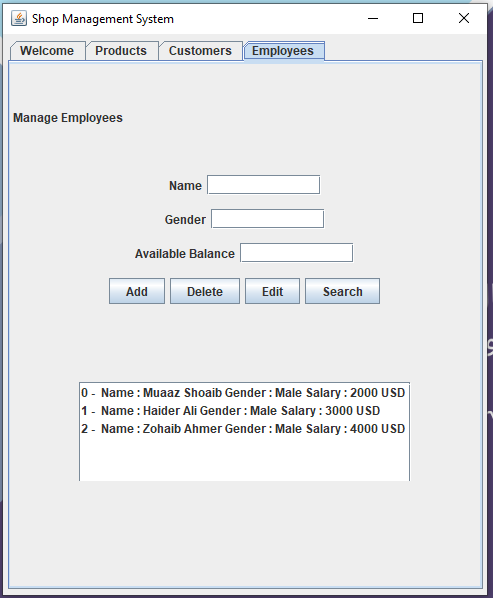 Shop Management System
Welcome Products Customers Employees
Manage Employees
Name
Gender
Available Balance
Add Delete Edit Search
0 - Name : Muaaz Shoaib Gender : Male Salary : 2000 USD
1 - Name : Haider Ali Gender : Male Salary : 3000 USD
2 - Name : Zohaib Ahmer Gender : Male Salary : 4000 USD